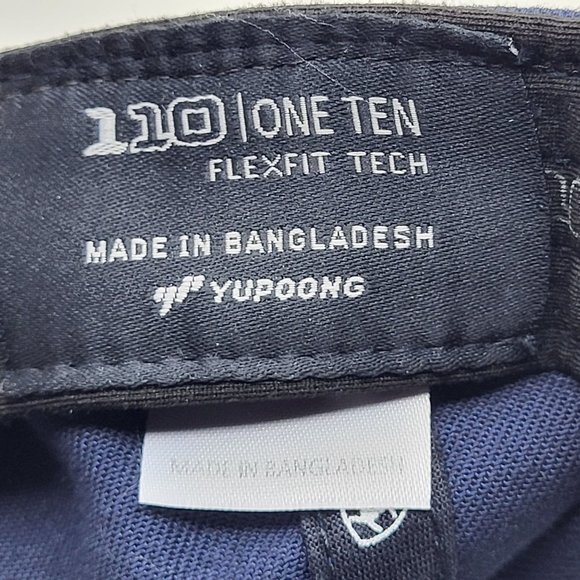 110 | ONE TEN
FLEXFIT TECH
MADE IN BANGLADESH
YUPOONG
MADE IN BANGLADESH